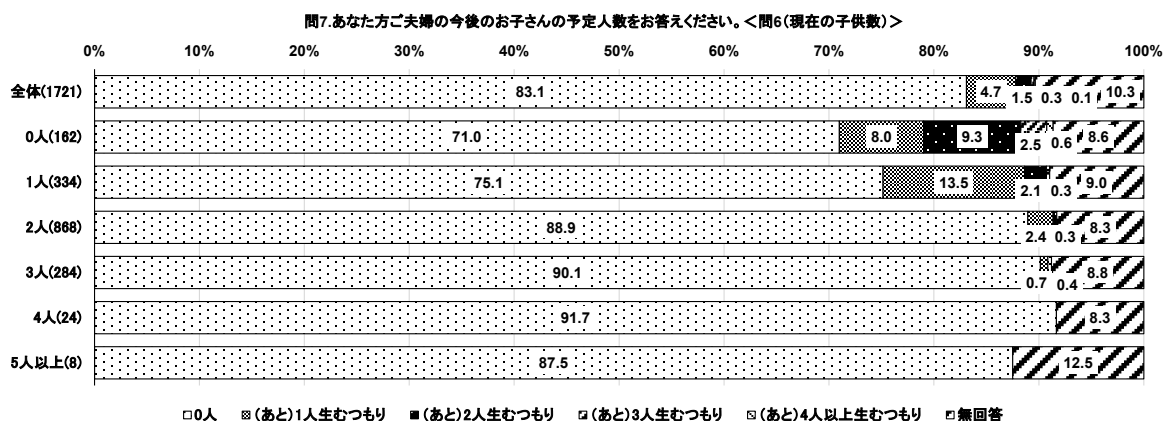 問7.あなた方ご夫婦の今後のお子さんの予定人数をお答えください。＜問6(現在の子供数)＞
0% 10% 20% 30% 40% 50% 60% 70% 80% 90% 100%
全体(1721) 83.1 4.7 1.5 0.3 0.1 10.3
0人(162) 71.0 8.0 9.3 2.5 0.6 8.6
1人(334) 75.1 13.5 2.1 0.3 9.0
2人(868) 88.9 2.4 0.3 8.3
3人(284) 90.1 0.7 0.4 8.8
4人(24) 91.7 8.3
5人以上(8) 87.5 12.5
0人 (あと)1人生むつもり (あと)2人生むつもり (あと)3人生むつもり (あと)4人以上生むつもり 無回答